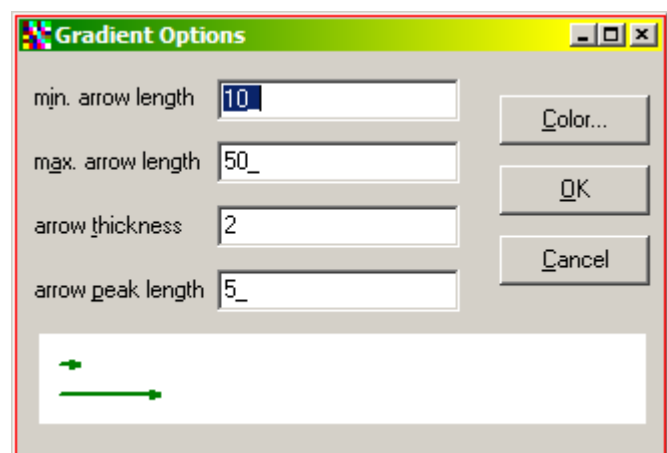 Gradient Options
min. arrow length 10_
Color...
max. arrow length 50_
OK
arrow thickness 2
Cancel
arrow peak length 5_